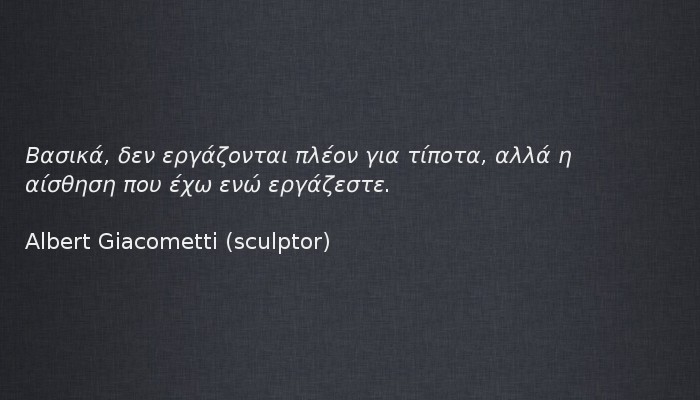 Βασικά, δεν εργάζονται πλέον για τίποτα, αλλά η
αίσθηση που έχω ενώ εργάζεστε.
Albert Giacometti (sculptor)